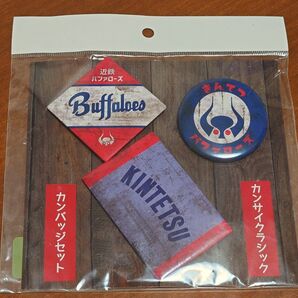 近鉄
バファローズ
Buffaloes
きんてつ
バファローズ
KINTETSU
カンバッジセット
カンサイクラシック